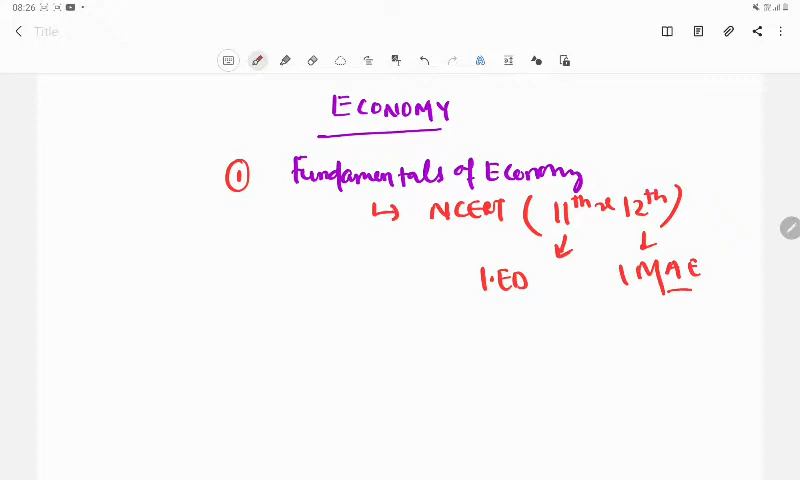 08:26
Title
ECONOMY
① Fundamentals of Economy
↳ NCERT (11th & 12th)
I.ED IMAE